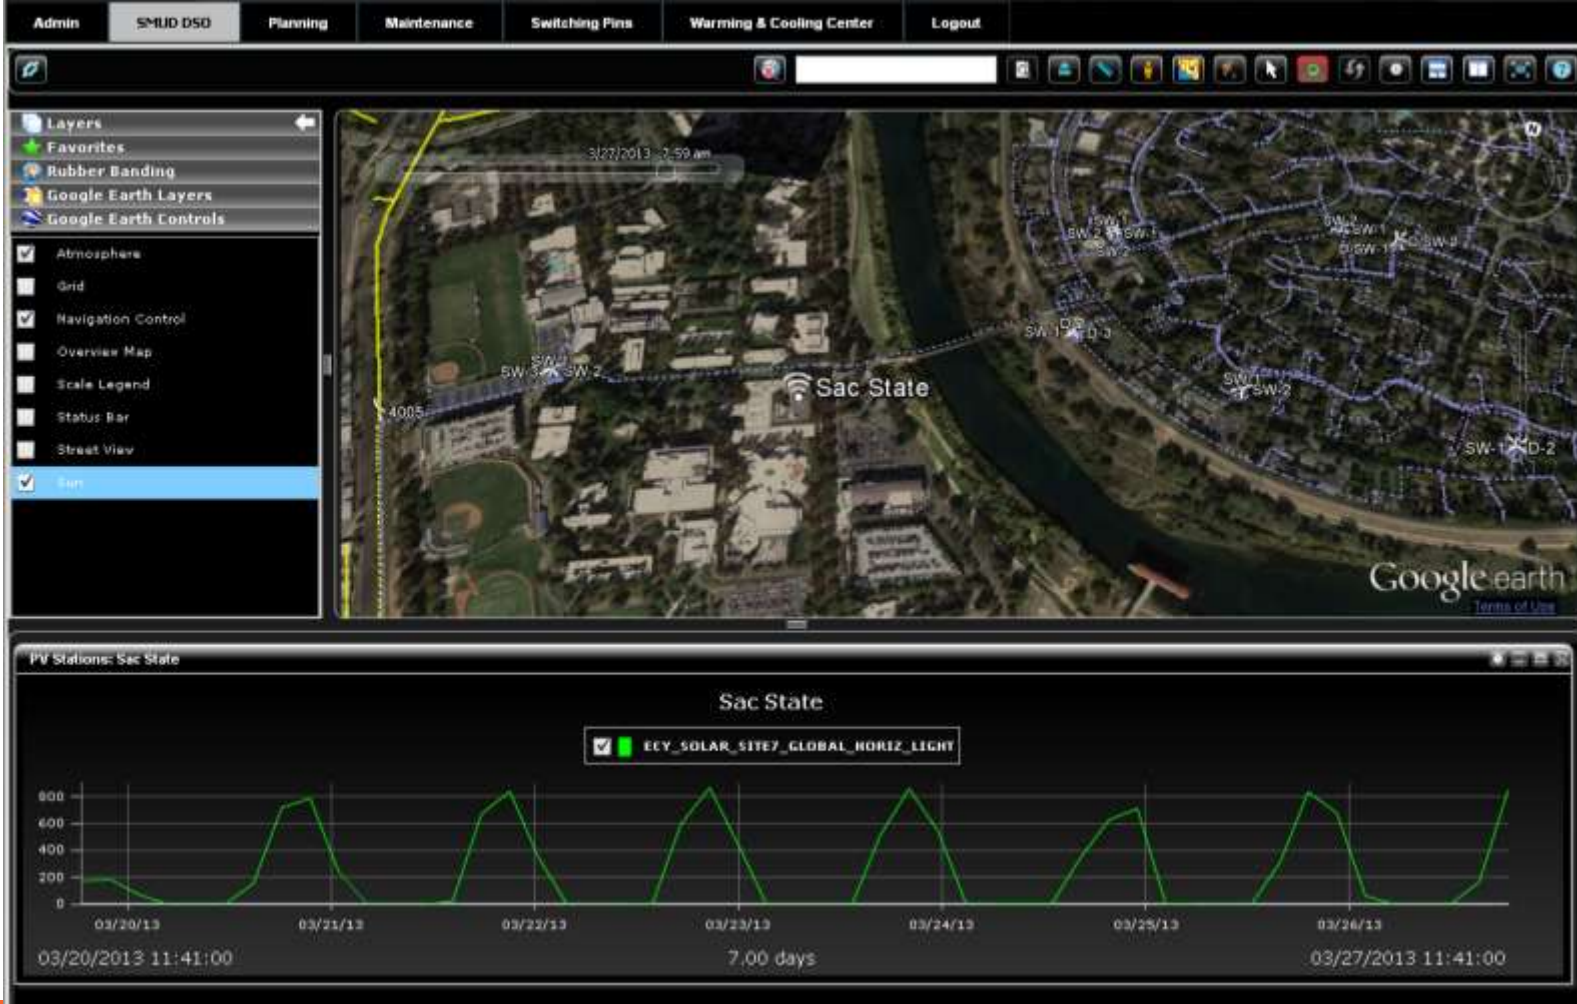 Admin SMUD DSO Planning Maintenance Switching Pins Warming & Cooling Center Logout
Layers
Favorites
Rubber Banding
Google Earth Layers
Google Earth Controls
Atmosphere
Grid
Navigation Control
Overview Map
Scale Legend
Status Bar
Street View
Sun
3/27/2013 7:59 am
N
SW-1
SW-2 SW-1
SW-2
SW-2
SW-1
SW-1 D-3
SW-2
SW-3 SW-2
Sac State
4005
SW-1
SW-2
SW-1 D-2
Google earth
Terms of Use
PV Stations: Sac State
Sac State
ECY_SOLAR_SITE7_GLOBAL_HORIZ_LIGHT
800
600
400
200
0
03/20/13 03/21/13 03/22/13 03/23/13 03/24/13 03/25/13 03/26/13
03/20/2013 11:41:00 7.00 days 03/27/2013 11:41:00